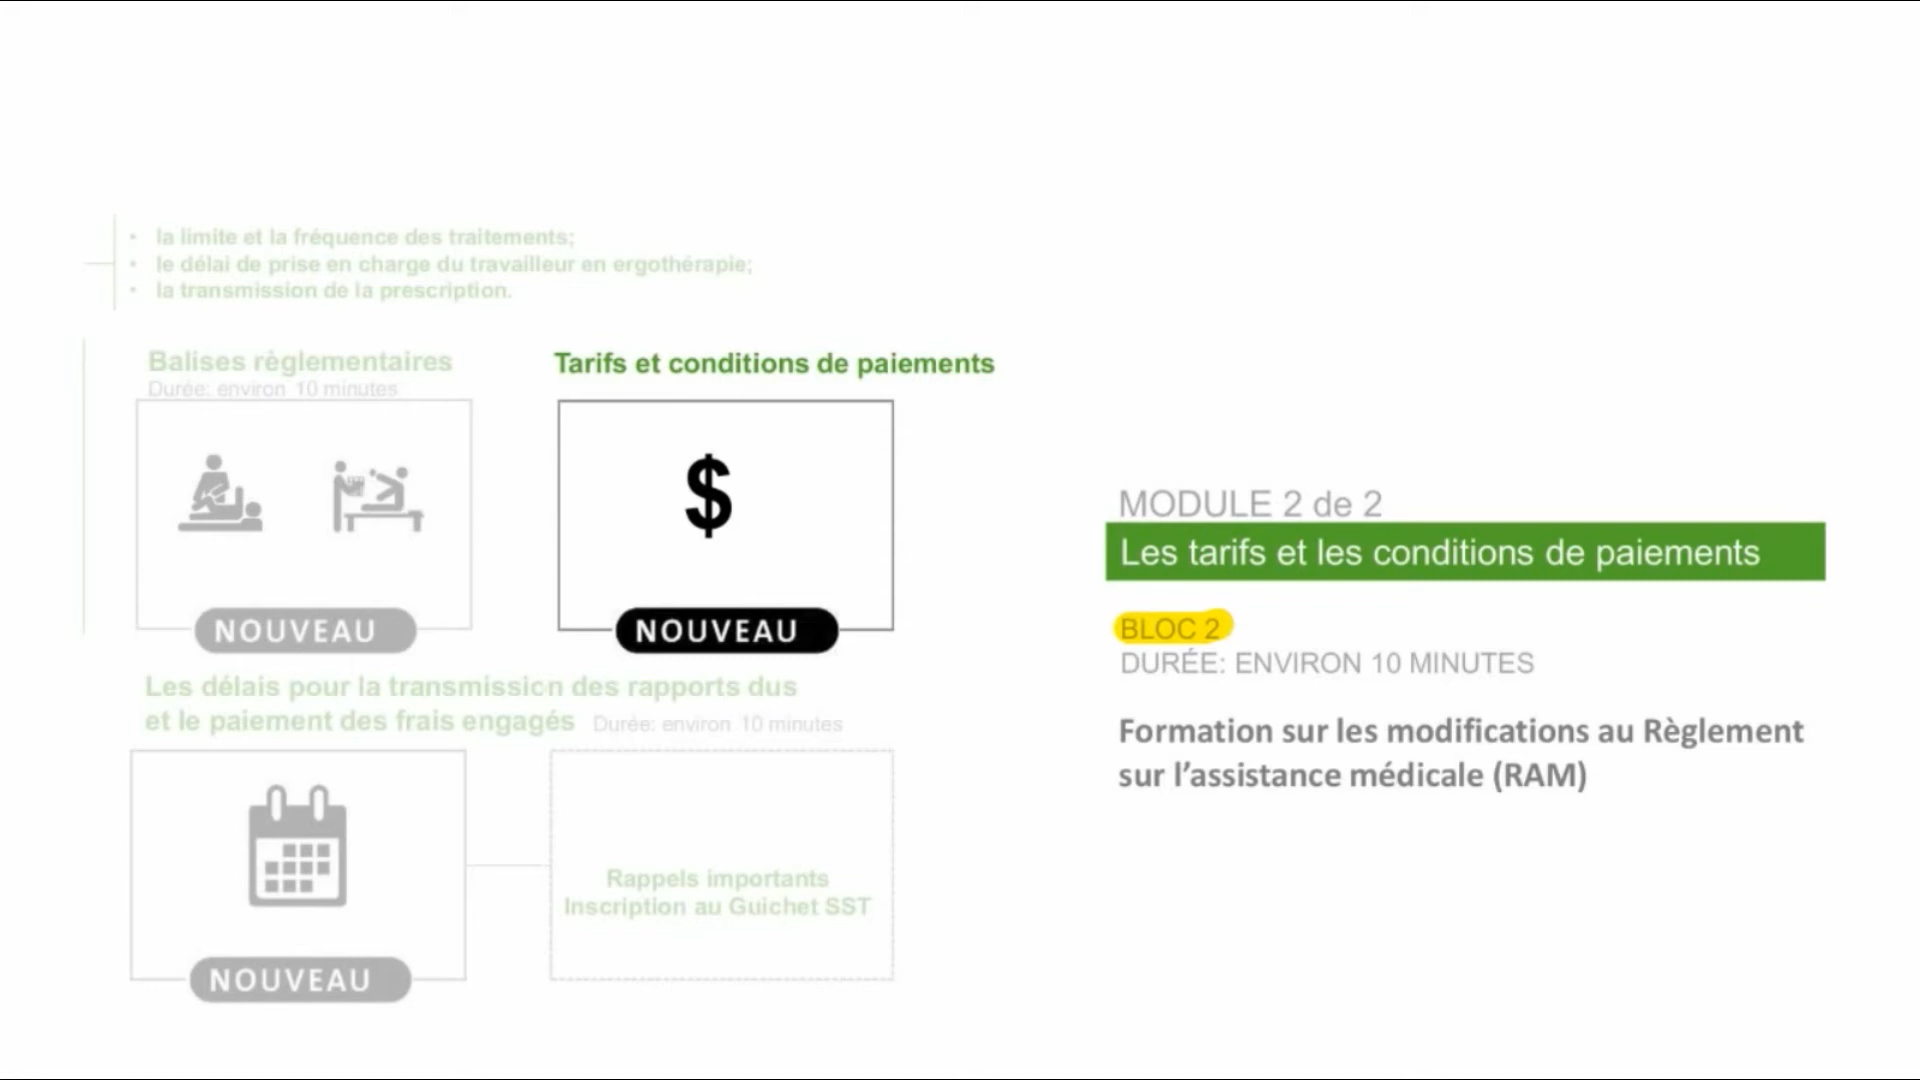 • la limite et la fréquence des traitements;
• le délai de prise en charge du travailleur en ergothérapie;
• la transmission de la prescription.
Balises règlementaires
Durée: environ 10 minutes
NOUVEAU
Tarifs et conditions de paiements
$
NOUVEAU
Les délais pour la transmission des rapports dus
et le paiement des frais engagés Durée: environ 10 minutes
NOUVEAU
Rappels importants
Inscription au Guichet SST
MODULE 2 de 2
Les tarifs et les conditions de paiements
BLOC 2
DURÉE: ENVIRON 10 MINUTES
Formation sur les modifications au Règlement
sur l’assistance médicale (RAM)